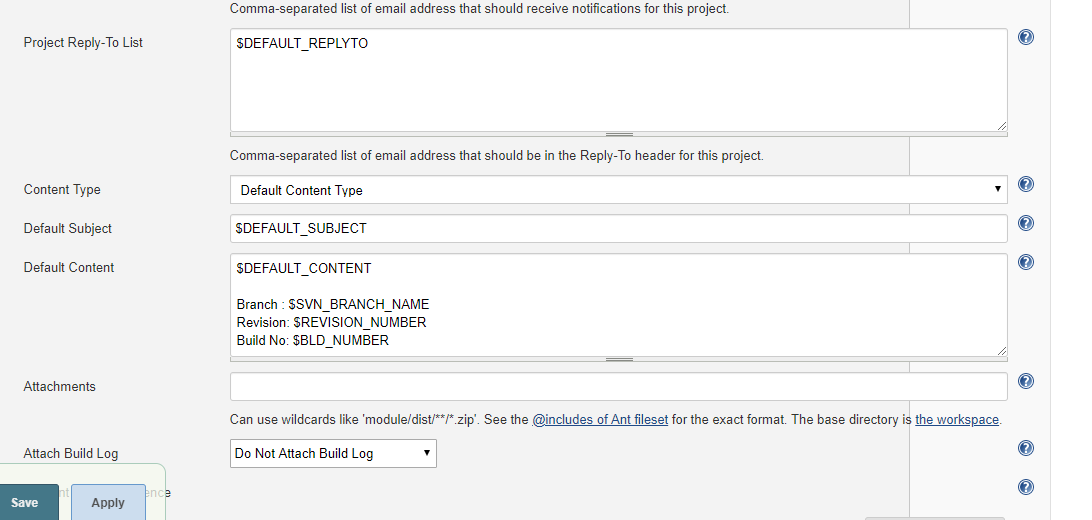 Comma-separated list of email address that should receive notifications for this project.
Project Reply-To List
$DEFAULT_REPLYTO
Comma-separated list of email address that should be in the Reply-To header for this project.
Content Type
Default Content Type
Default Subject
$DEFAULT_SUBJECT
Default Content
$DEFAULT_CONTENT
Branch : $SVN_BRANCH_NAME
Revision: $REVISION_NUMBER
Build No: $BLD_NUMBER
Attachments
Can use wildcards like 'module/dist/**/*.zip'. See the @includes of Ant fileset for the exact format. The base directory is the workspace.
Attach Build Log
Do Not Attach Build Log
Save
Apply